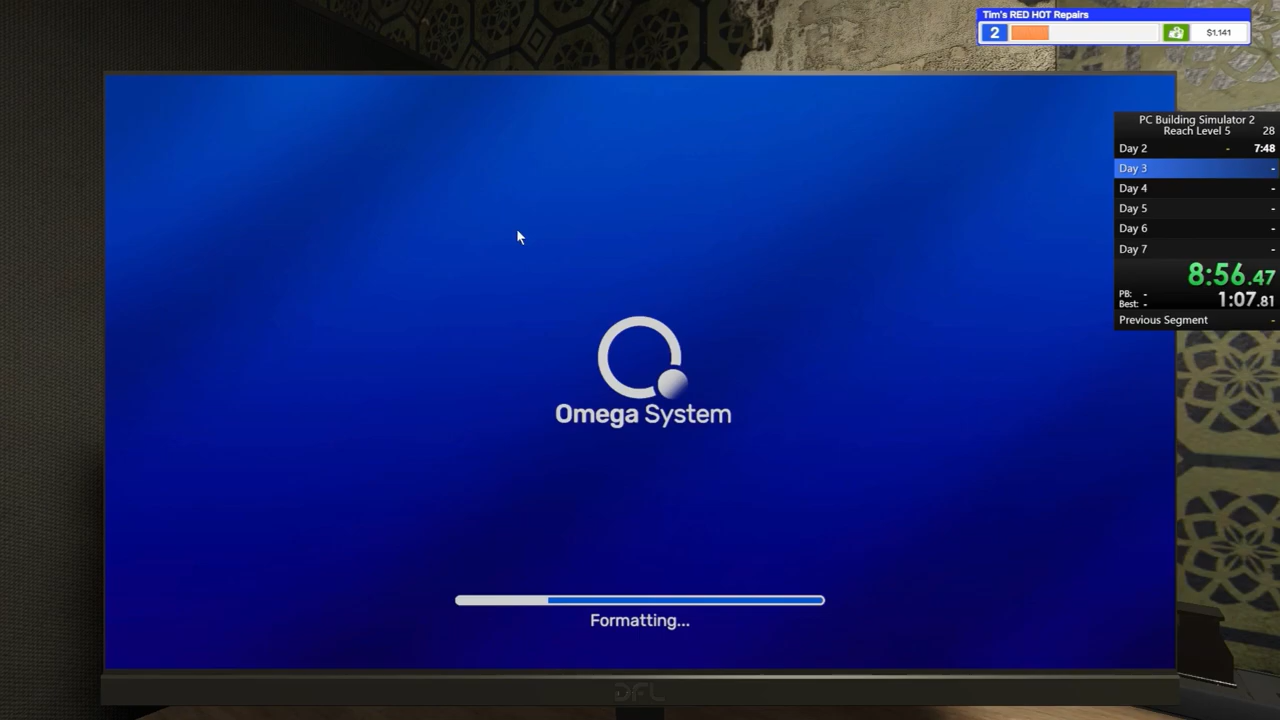 Tim's RED HOT Repairs
2
$1,141
PC Building Simulator 2
Reach Level 5 28
Day 2 - 7:48
Day 3 -
Day 4 -
Day 5 -
Day 6 -
Day 7 -
8:56.47
PB: -
Best: -
1:07.81
Previous Segment -
Omega System
Formatting...
DFL